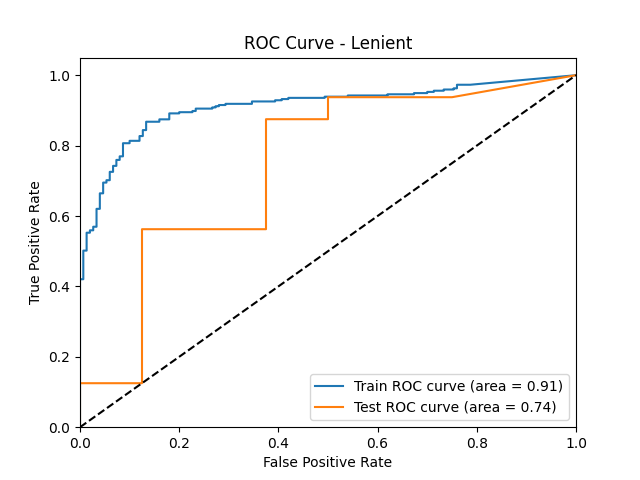 ROC Curve - Lenient
True Positive Rate
1.0
0.8
0.6
0.4
0.2
0.0
Train ROC curve (area = 0.91)
Test ROC curve (area = 0.74)
0.0 0.2 0.4 0.6 0.8 1.0
False Positive Rate